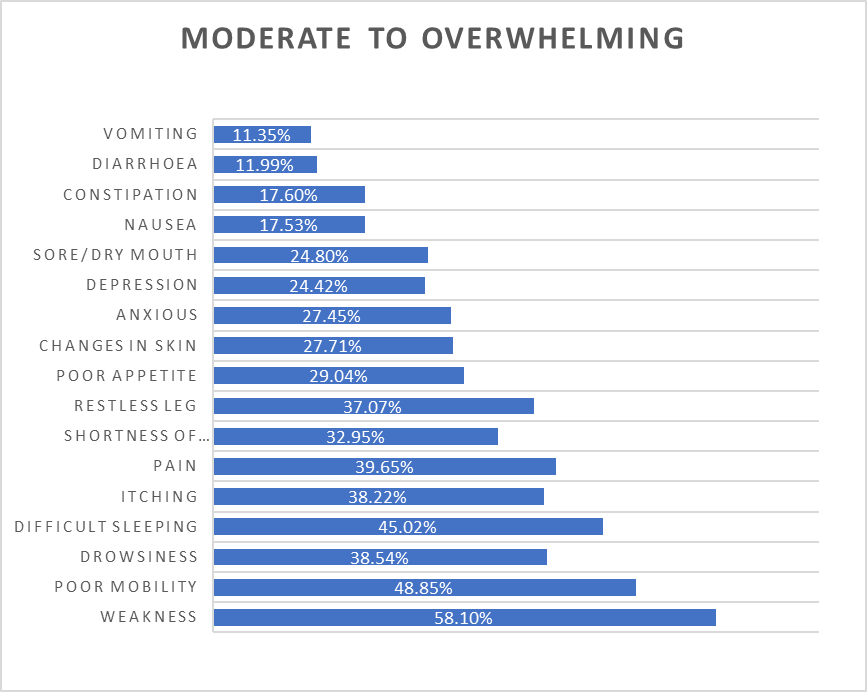 MODERATE TO OVERWHELMING
VOMITING 11.35%
DIARRHOEA 11.99%
CONSTIPATION 17.60%
NAUSEA 17.53%
SORE/DRY MOUTH 24.80%
DEPRESSION 24.42%
ANXIOUS 27.45%
CHANGES IN SKIN 27.71%
POOR APPETITE 29.04%
RESTLESS LEG 37.07%
SHORTNESS OF... 32.95%
PAIN 39.65%
ITCHING 38.22%
DIFFICULT SLEEPING 45.02%
DROWSINESS 38.54%
POOR MOBILITY 48.85%
WEAKNESS 58.10%